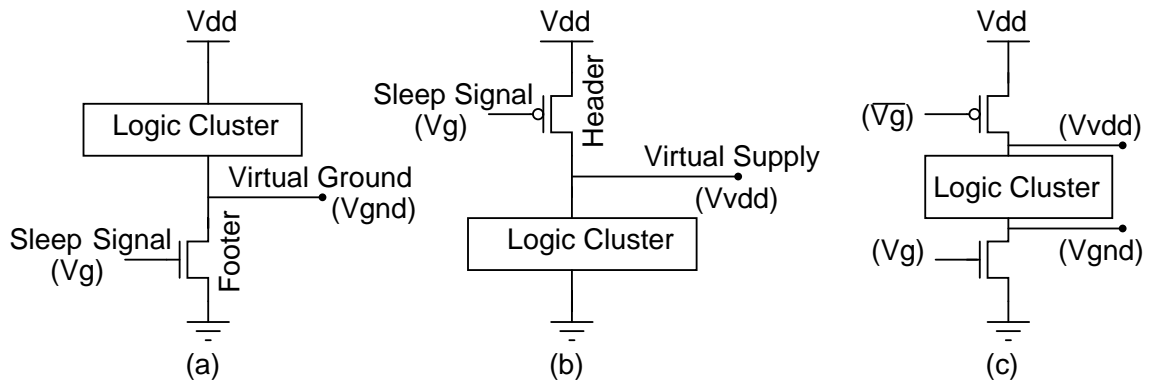 Vdd
Logic Cluster
Virtual Ground
(Vgnd)
Sleep Signal
(Vg)
Footer
(a)
Vdd
Sleep Signal
(Vg)
Header
Virtual Supply
(Vvdd)
Logic Cluster
(b)
Vdd
(V̅g̅)
(Vvdd)
Logic Cluster
(Vg)
(Vgnd)
(c)